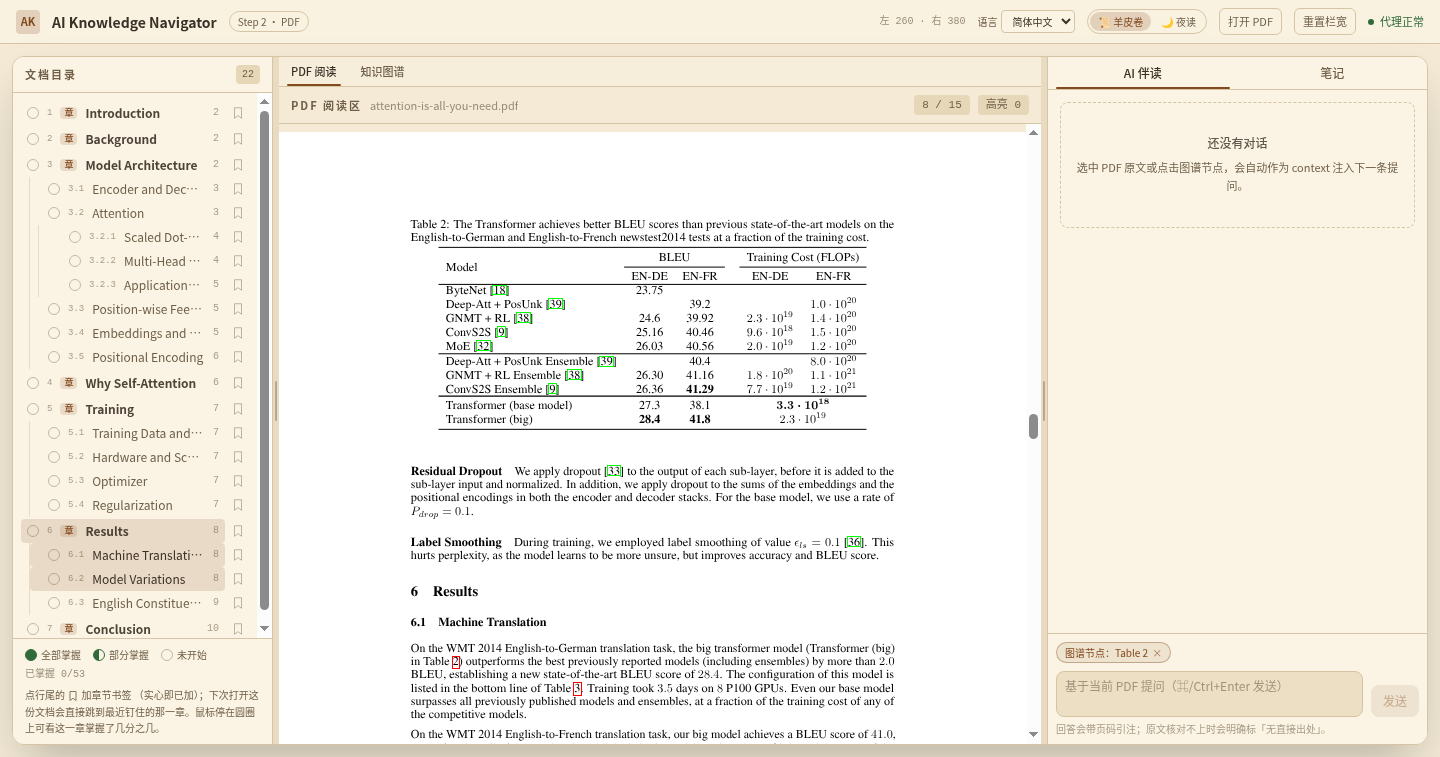 AK AI Knowledge Navigator Step 2 · PDF 左 260 · 右 380 语言 简体中文 📜 羊皮卷 🌙 夜读 打开 PDF 重置栏宽 代理正常
文档目录 22
1 章 Introduction 2
2 章 Background 2
3 章 Model Architecture 2
3.1 Encoder and Dec··· 3
3.2 Attention 3
3.2.1 Scaled Dot-··· 4
3.2.2 Multi-Head ··· 4
3.2.3 Application··· 5
3.3 Position-wise Fee··· 5
3.4 Embeddings and ··· 5
3.5 Positional Encoding 6
4 章 Why Self-Attention 6
5 章 Training 7
5.1 Training Data and··· 7
5.2 Hardware and Sc··· 7
5.3 Optimizer 7
5.4 Regularization 7
6 章 Results 8
6.1 Machine Translati··· 8
6.2 Model Variations 8
6.3 English Constitue··· 9
7 章 Conclusion 10
全部掌握 部分掌握 未开始
已掌握 0/53
点行尾的 口 加章节书签 （实心即已加）；下次打开这
份文档会直接跳到最近钉住的那一章。鼠标停在圆圈
上可看这一章掌握了几分之几。
PDF 阅读 知识图谱
PDF 阅读区 attention-is-all-you-need.pdf 8 / 15 高亮 0
Table 2: The Transformer achieves better BLEU scores than previous state-of-the-art models on the
English-to-German and English-to-French newstest2014 tests at a fraction of the training cost.
Model BLEU Training Cost (FLOPs)
EN-DE EN-FR EN-DE EN-FR
ByteNet [18] 23.75
Deep-Att + PosUnk [39] 39.2 1.0 · 10^20
GNMT + RL [38] 24.6 39.92 2.3 · 10^19 1.4 · 10^20
ConvS2S [9] 25.16 40.46 9.6 · 10^18 1.5 · 10^20
MoE [32] 26.03 40.56 2.0 · 10^19 1.2 · 10^20
Deep-Att + PosUnk Ensemble [39] 40.4 8.0 · 10^20
GNMT + RL Ensemble [38] 26.30 41.16 1.8 · 10^20 1.1 · 10^21
ConvS2S Ensemble [9] 26.36 41.29 7.7 · 10^19 1.2 · 10^21
Transformer (base model) 27.3 38.1 3.3 · 10^18
Transformer (big) 28.4 41.8 2.3 · 10^19
Residual Dropout We apply dropout [33] to the output of each sub-layer, before it is added to the
sub-layer input and normalized. In addition, we apply dropout to the sums of the embeddings and the
positional encodings in both the encoder and decoder stacks. For the base model, we use a rate of
P_drop = 0.1.
Label Smoothing During training, we employed label smoothing of value ϵ_ls = 0.1 [36]. This
hurts perplexity, as the model learns to be more unsure, but improves accuracy and BLEU score.
6 Results
6.1 Machine Translation
On the WMT 2014 English-to-German translation task, the big transformer model (Transformer (big)
in Table 2) outperforms the best previously reported models (including ensembles) by more than 2.0
BLEU, establishing a new state-of-the-art BLEU score of 28.4. The configuration of this model is
listed in the bottom line of Table 3. Training took 3.5 days on 8 P100 GPUs. Even our base model
surpasses all previously published models and ensembles, at a fraction of the training cost of any of
the competitive models.
On the WMT 2014 English-to-French translation task, our big model achieves a BLEU score of 41.0,
AI 伴读 笔记
还没有对话
选中 PDF 原文或点击图谱节点，会自动作为 context 注入下一条提
问。
图谱节点：Table 2 ×
基于当前 PDF 提问（⌘/Ctrl+Enter 发送） 发送
回答会带页码引注；原文核对不上时会明确标「无直接出处」。